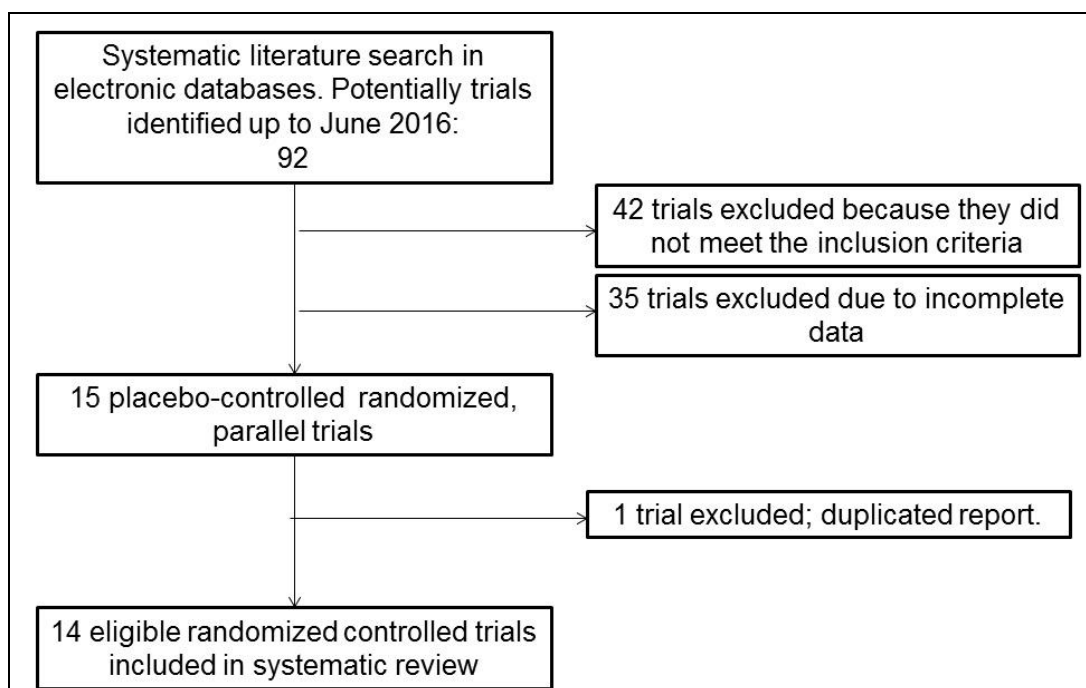 Systematic literature search in
electronic databases. Potentially trials
identified up to June 2016:
92
42 trials excluded because they did
not meet the inclusion criteria
35 trials excluded due to incomplete
data
15 placebo-controlled randomized,
parallel trials
1 trial excluded; duplicated report.
14 eligible randomized controlled trials
included in systematic review